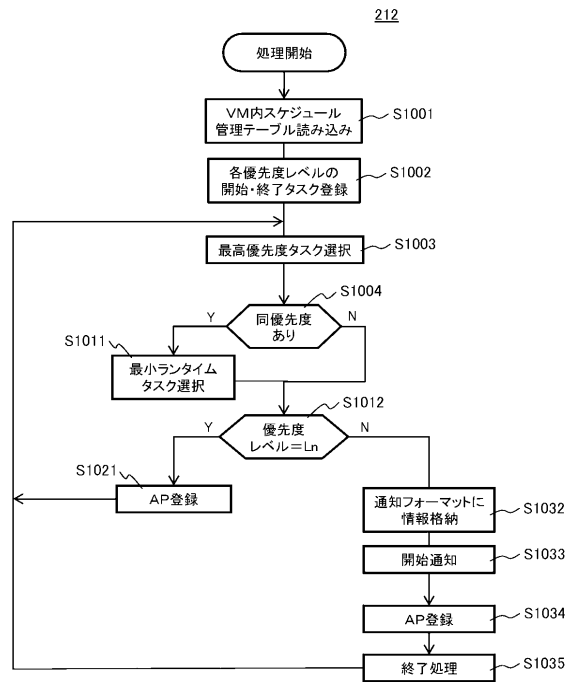 212
処理開始
VM内スケジュール
管理テーブル読み込み
S1001
各優先度レベルの
開始・終了タスク登録
S1002
最高優先度タスク選択
S1003
S1004
同優先度
あり
Y
N
S1011
最小ランタイム
タスク選択
S1012
優先度
レベル=Ln
Y
N
S1021
AP登録
通知フォーマットに
情報格納
S1032
開始通知
S1033
AP登録
S1034
終了処理
S1035